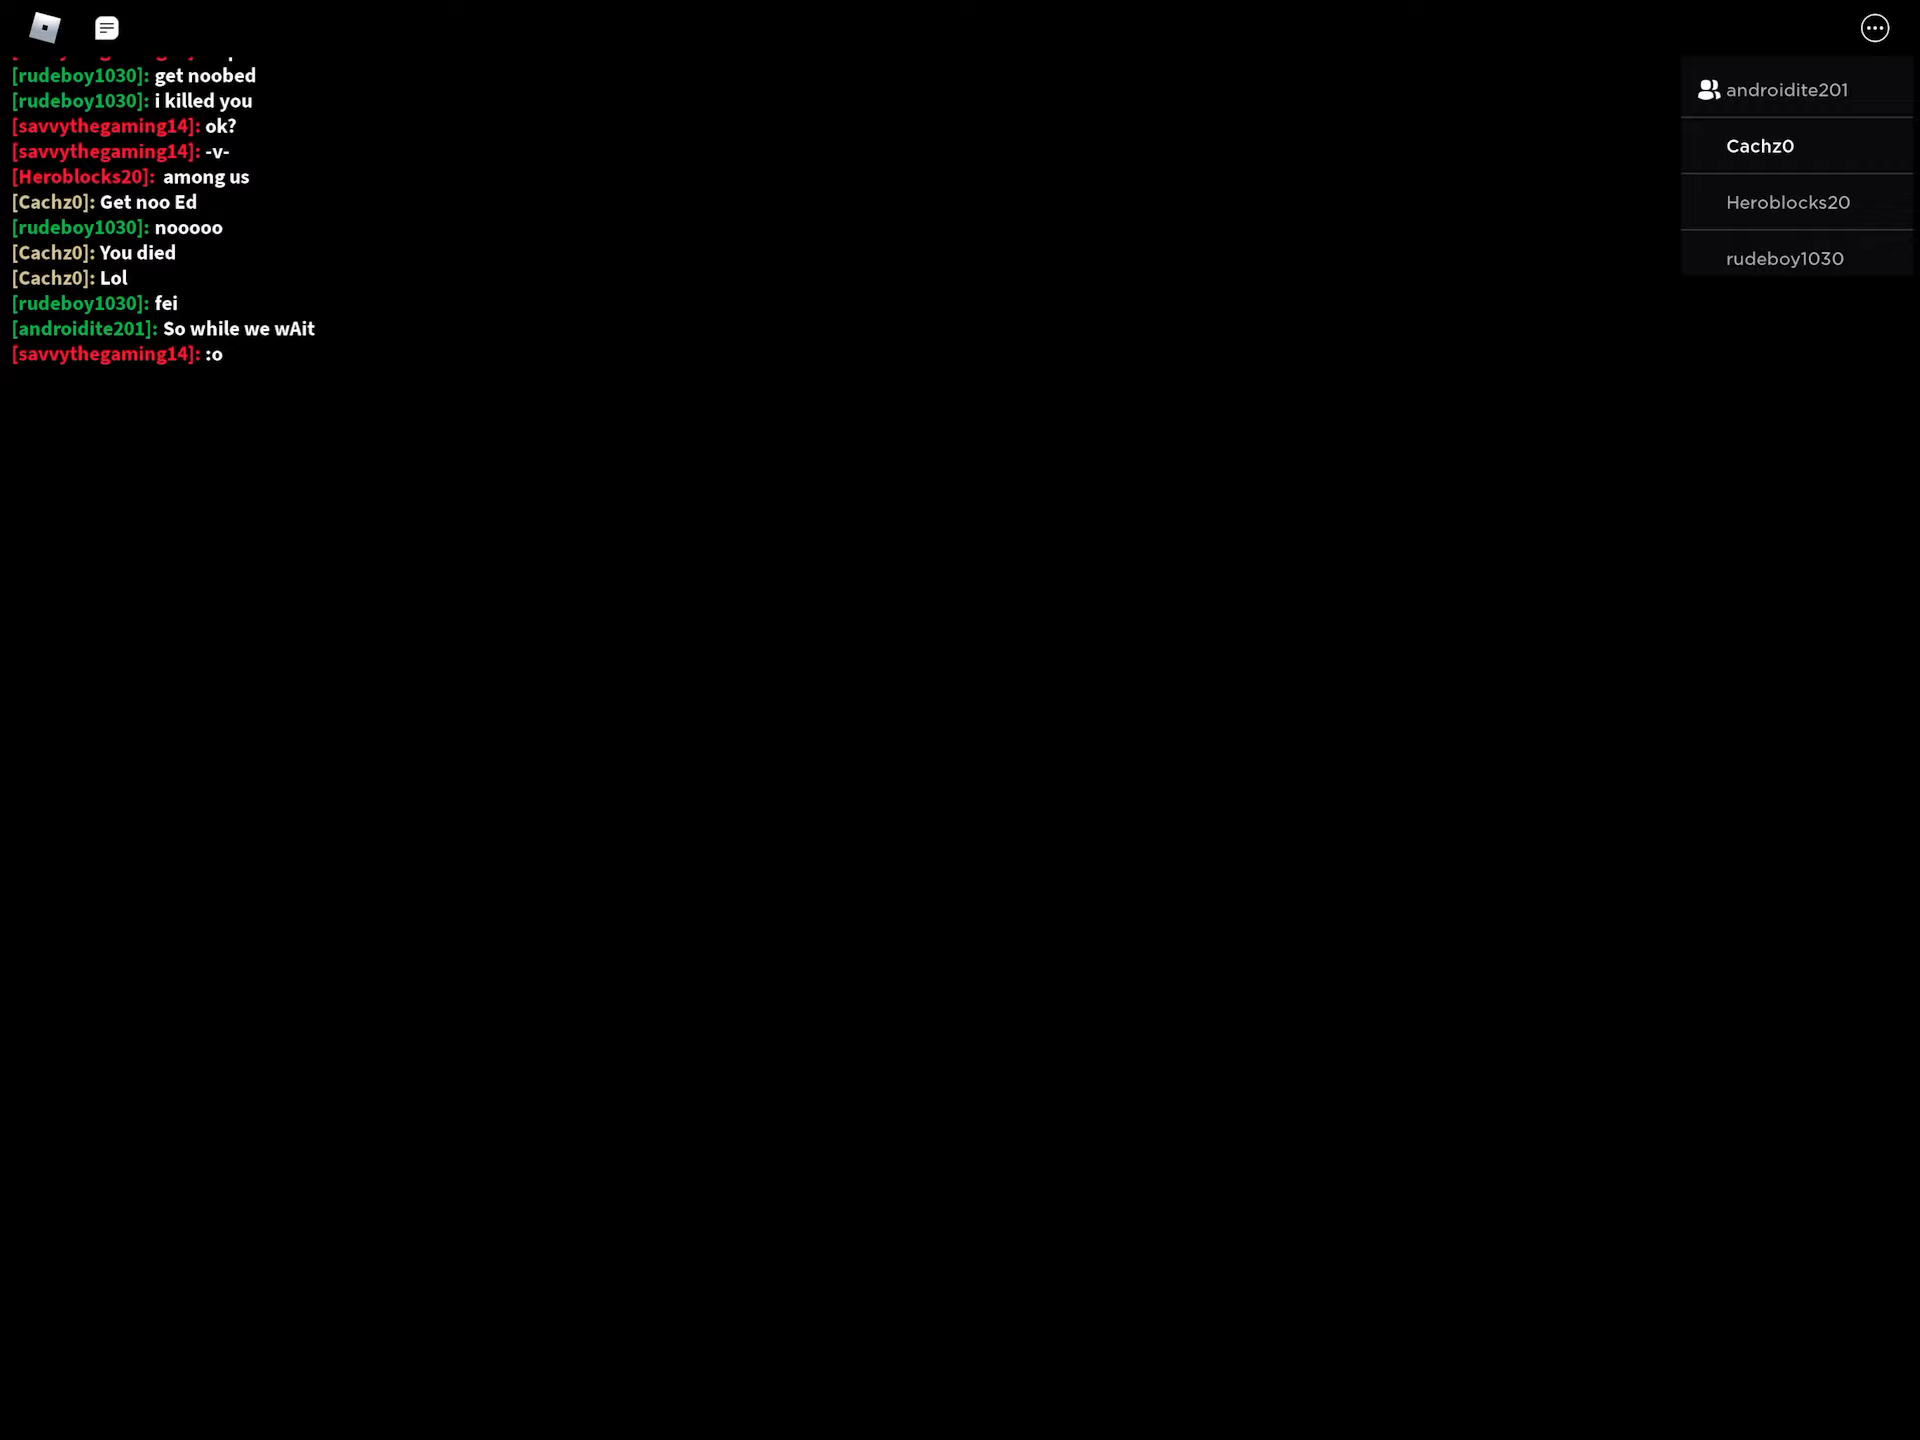 [rudeboy1030]: get noobed
[rudeboy1030]: i killed you
[savvythegaming14]: ok?
[savvythegaming14]: -v-
[Heroblocks20]: among us
[Cachz0]: Get noo Ed
[rudeboy1030]: nooooo
[Cachz0]: You died
[Cachz0]: Lol
[rudeboy1030]: fei
[androidite201]: So while we wAit
[savvythegaming14]: :o
androidite201
Cachz0
Heroblocks20
rudeboy1030